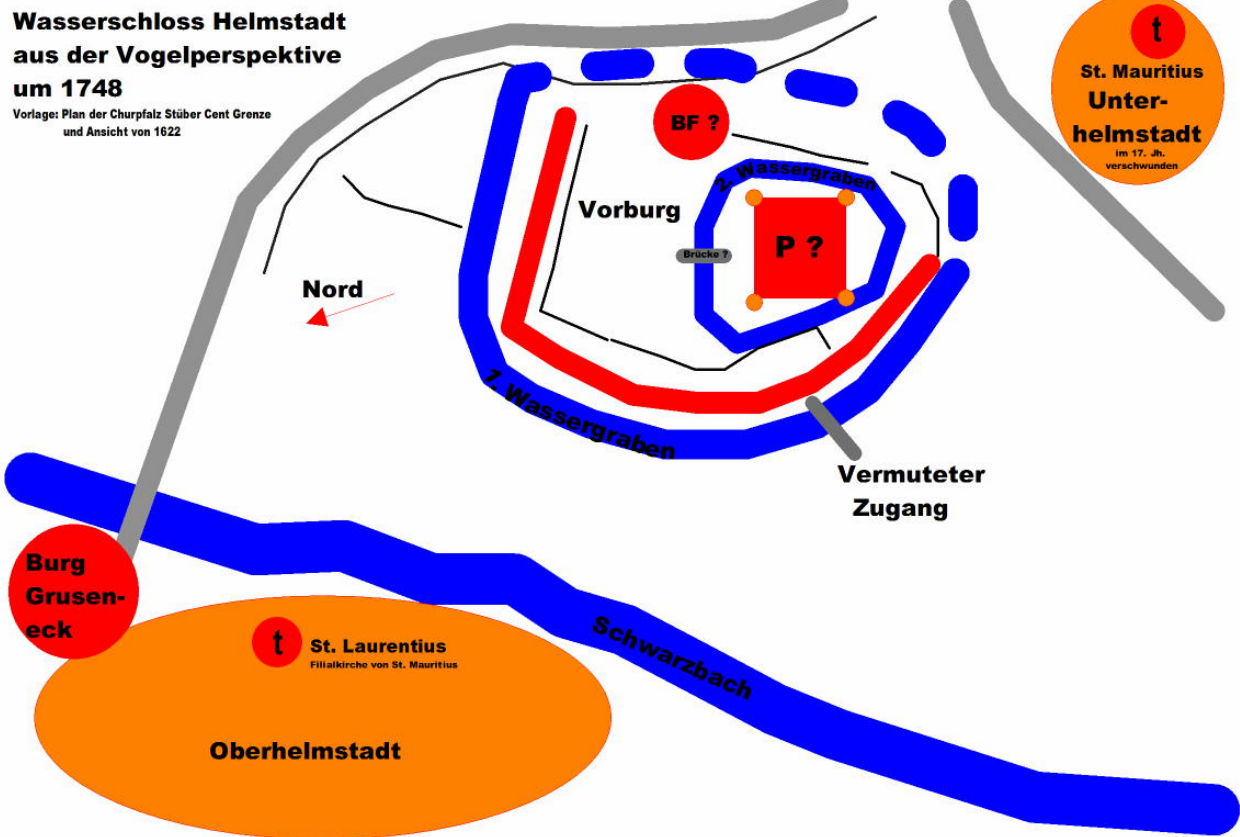 Wasserschloss Helmstadt
aus der Vogelperspektive
um 1748
Vorlage: Plan der Churpfalz Stüber Cent Grenze
und Ansicht von 1622
t
St. Mauritius
Unter-
helmstadt
im 17. Jh.
verschwunden
BF ?
2. Wassergraben
Vorburg
P ?
Brücke ?
Nord
1. Wassergraben
Vermuteter
Zugang
Burg
Grusen-
eck
t
St. Laurentius
Filialkirche von St. Mauritius
Schwarzbach
Oberhelmstadt